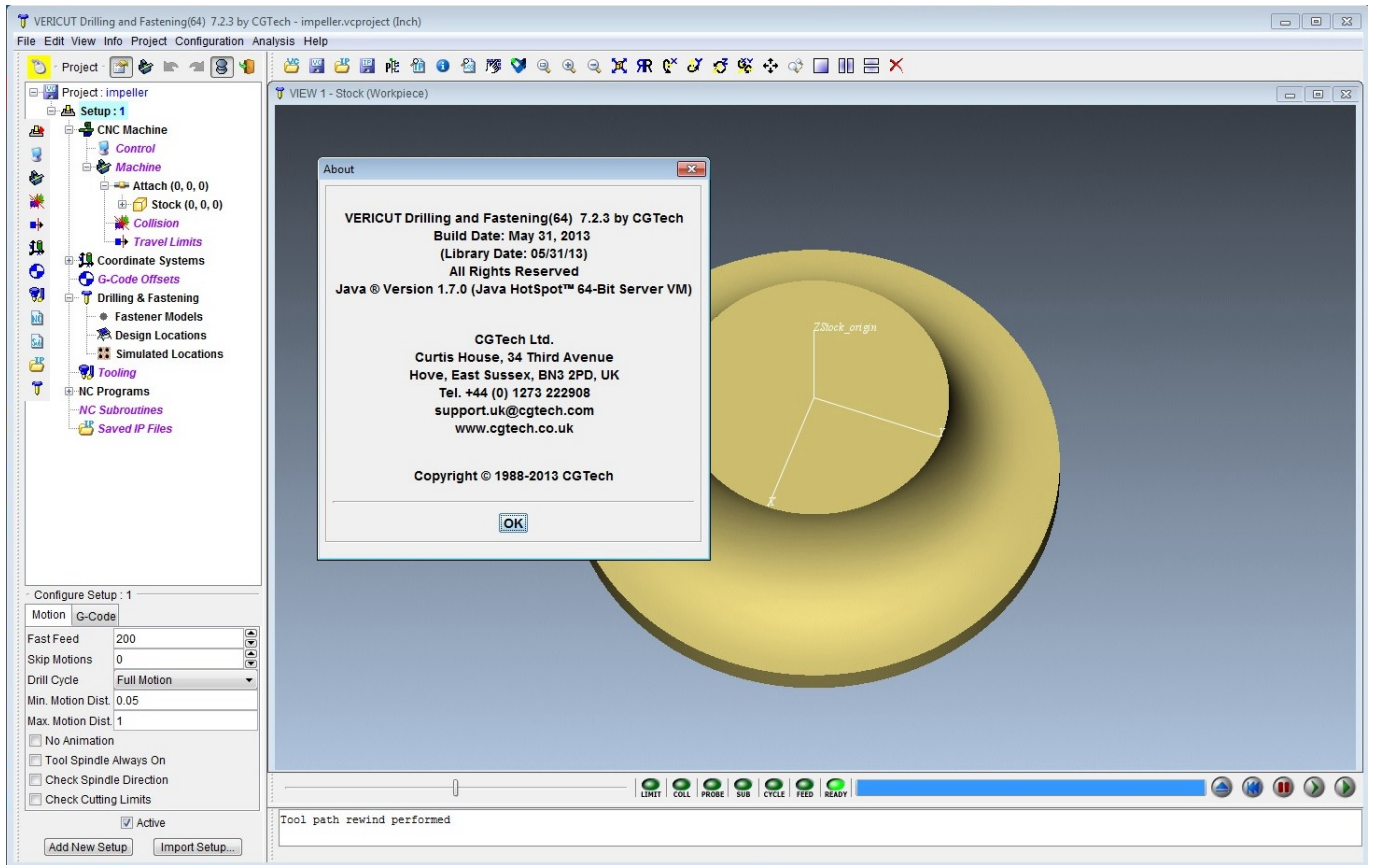 VERICUT Drilling and Fastening(64) 7.2.3 by CGTech - impeller.vcproject (Inch)
File Edit View Info Project Configuration Analysis Help
Project
Project : impeller
Setup : 1
CNC Machine
Control
Machine
Attach (0, 0, 0)
Stock (0, 0, 0)
Collision
Travel Limits
Coordinate Systems
G-Code Offsets
Drilling & Fastening
Fastener Models
Design Locations
Simulated Locations
Tooling
NC Programs
NC Subroutines
Saved IP Files
VIEW 1 - Stock (Workpiece)
About
VERICUT Drilling and Fastening(64) 7.2.3 by CGTech
Build Date: May 31, 2013
(Library Date: 05/31/13)
All Rights Reserved
Java ® Version 1.7.0 (Java HotSpot™ 64-Bit Server VM)
CGTech Ltd.
Curtis House, 34 Third Avenue
Hove, East Sussex, BN3 2PD, UK
Tel. +44 (0) 1273 222908
support.uk@cgtech.com
www.cgtech.co.uk
Copyright © 1988-2013 CGTech
OK
ZStock_origin
Y
X
Configure Setup : 1
Motion G-Code
Fast Feed 200
Skip Motions 0
Drill Cycle Full Motion
Min. Motion Dist. 0.05
Max. Motion Dist. 1
No Animation
Tool Spindle Always On
Check Spindle Direction
Check Cutting Limits
Active
Add New Setup Import Setup...
LIMIT COLL PROBE SUB CYCLE FEED READY
Tool path rewind performed